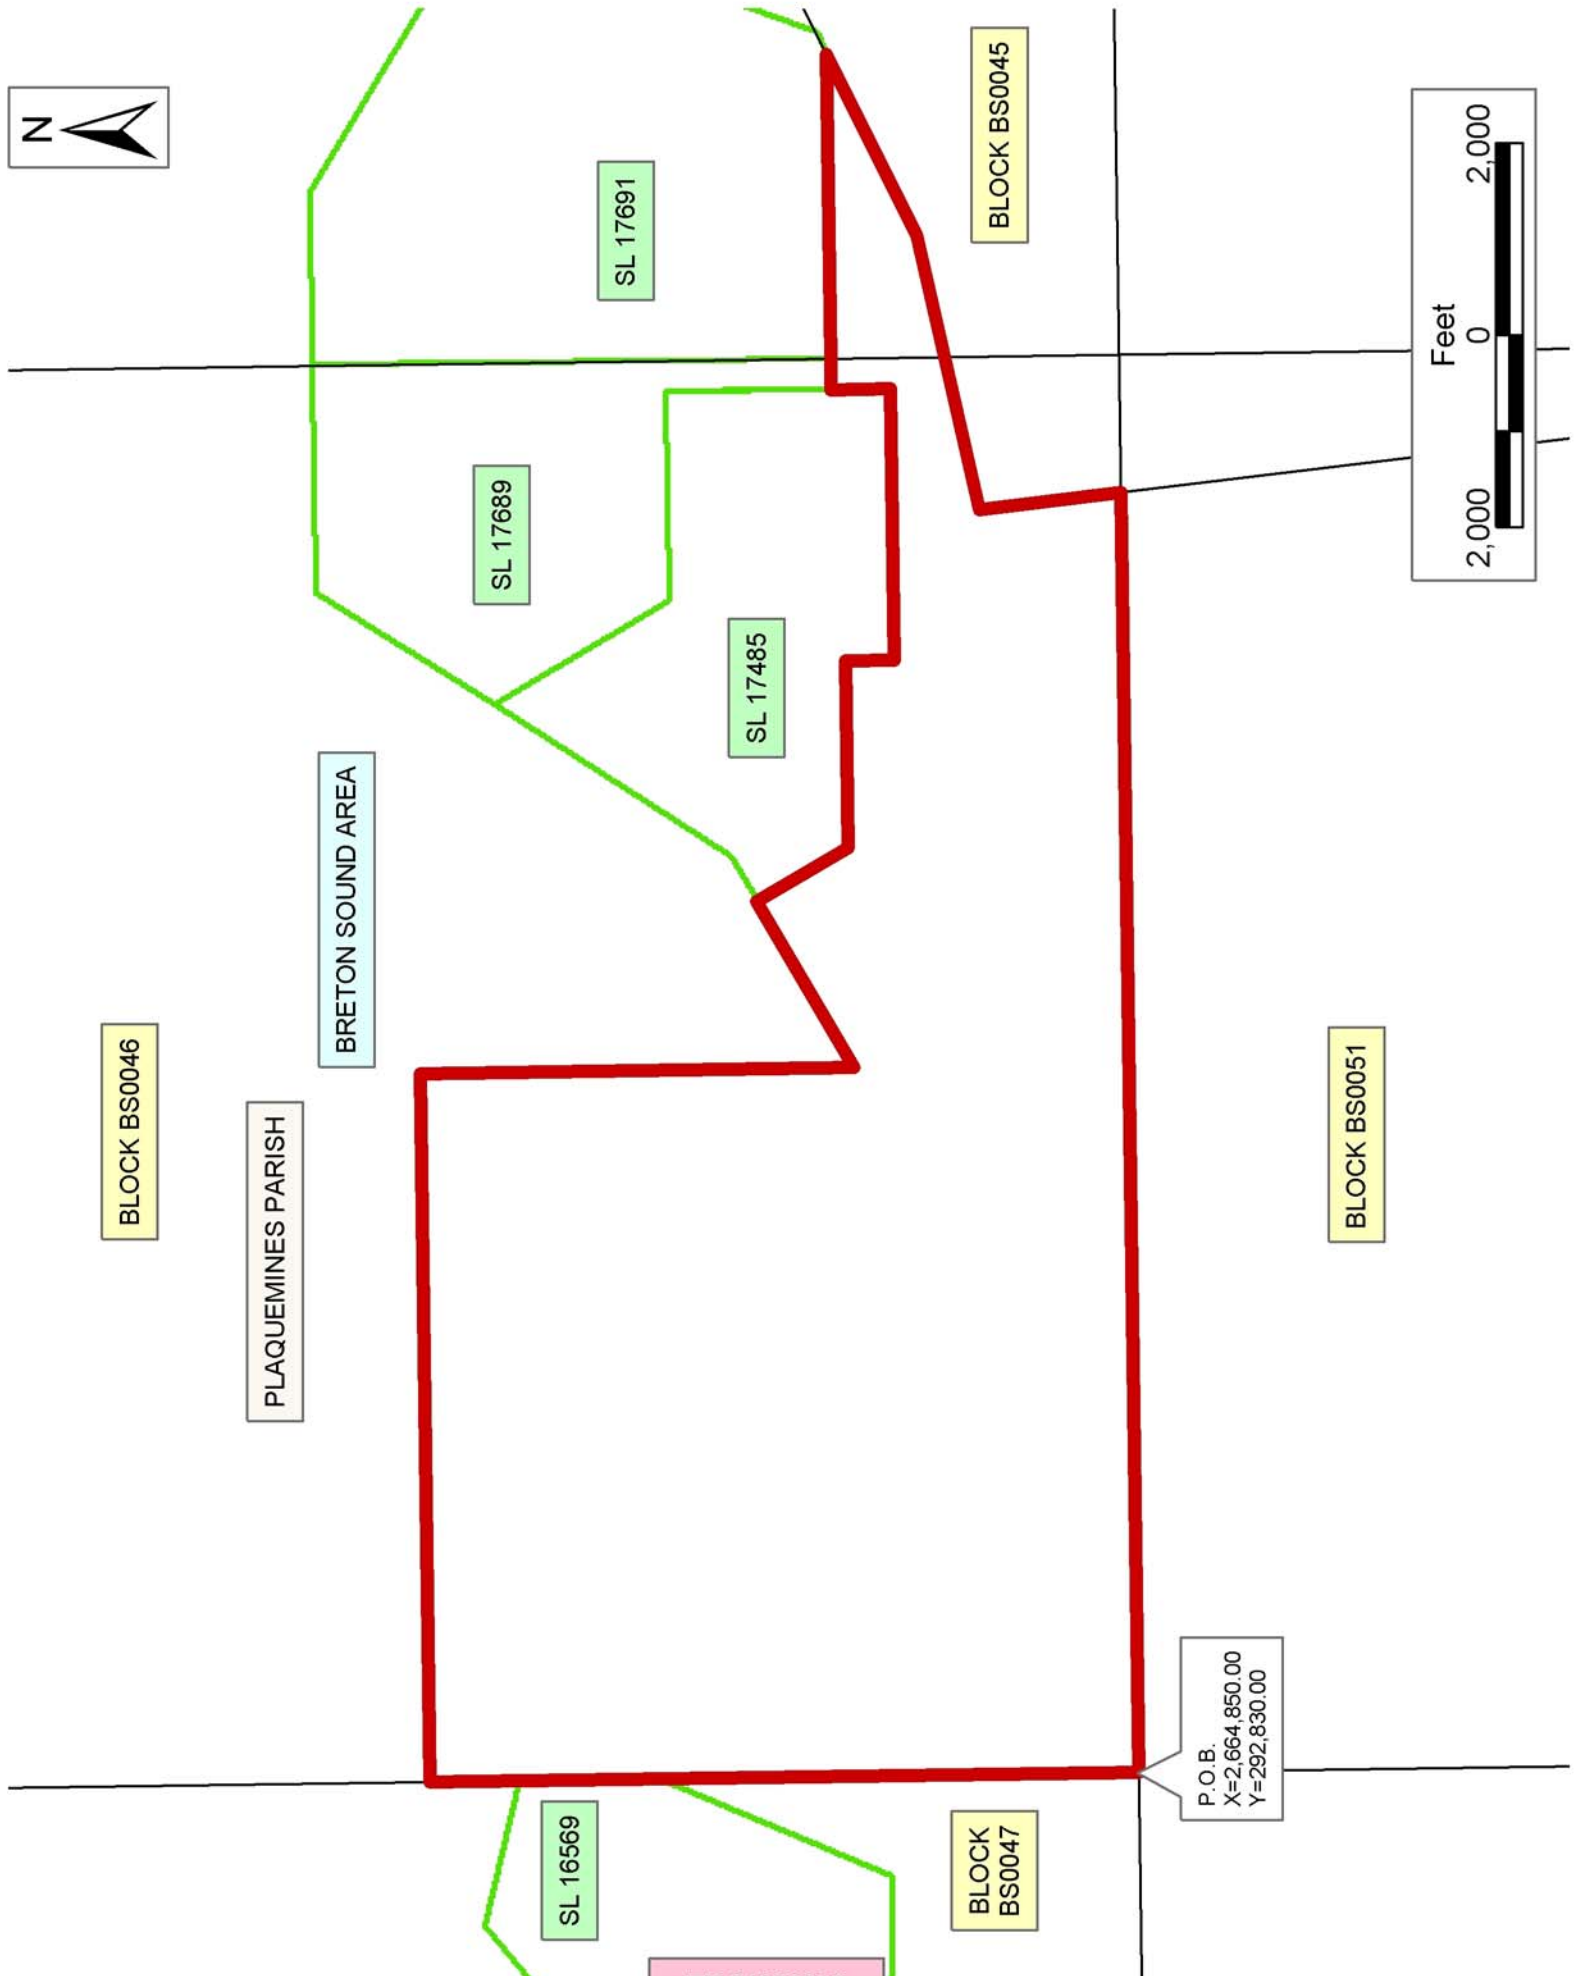 N
BLOCK BS0046
PLAQUEMINES PARISH
BRETON SOUND AREA
SL 17689
SL 17691
SL 16569
SL 17485
BLOCK
BS0047
BLOCK BS0045
P.O.B.
X=2,664,850.00
Y=292,830.00
BLOCK BS0051
Feet
2,000 0 2,000